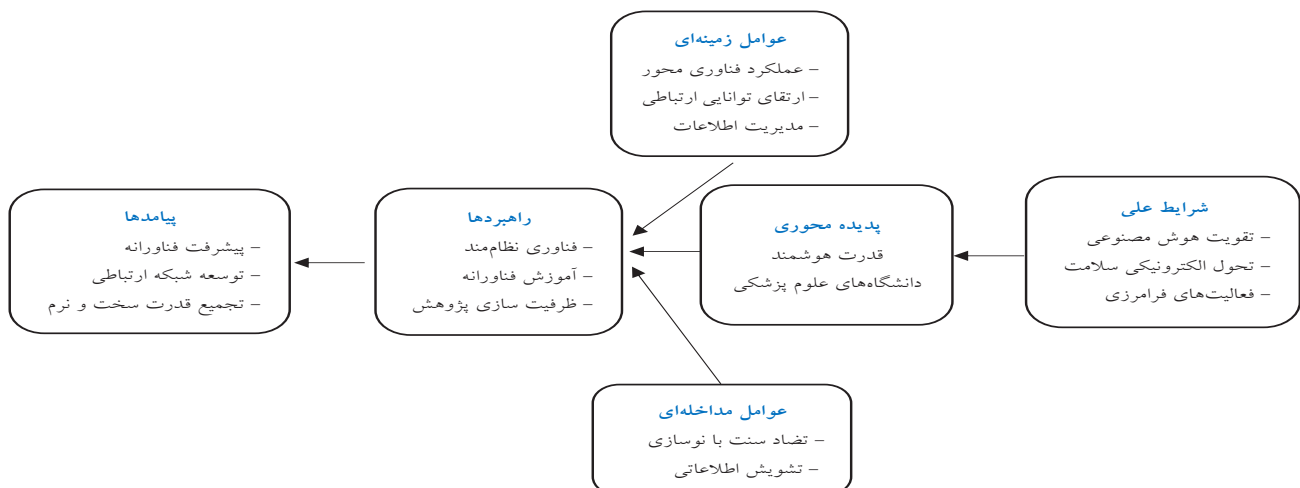 عوامل زمینه‌ای
– عملکرد فناوری محور
– ارتقای توانایی ارتباطی
– مدیریت اطلاعات
شرایط علی
– تقویت هوش مصنوعی
– تحول الکترونیکی سلامت
– فعالیت‌های فرامرزی
پدیده محوری
قدرت هوشمند
دانشگاه‌های علوم پزشکی
راهبردها
– فناوری نظام‌مند
– آموزش فناورانه
– ظرفیت سازی پژوهش
پیامدها
– پیشرفت فناورانه
– توسعه شبکه ارتباطی
– تجمیع قدرت سخت و نرم
عوامل مداخله‌ای
– تضاد سنت با نوسازی
– تشویش اطلاعاتی